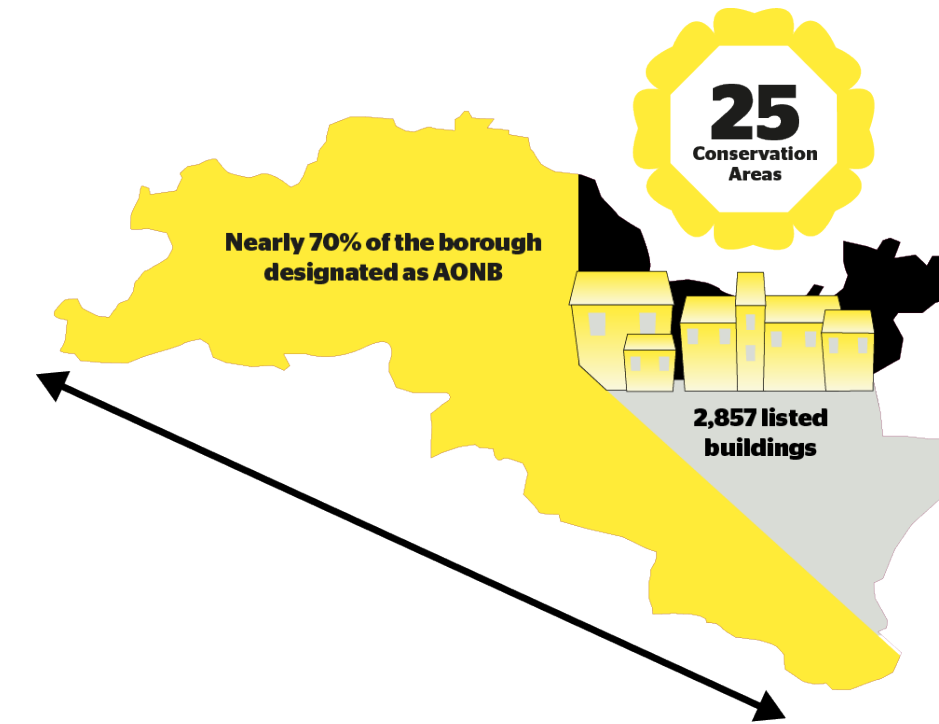 25
Conservation
Areas
Nearly 70% of the borough
designated as AONB
2,857 listed
buildings